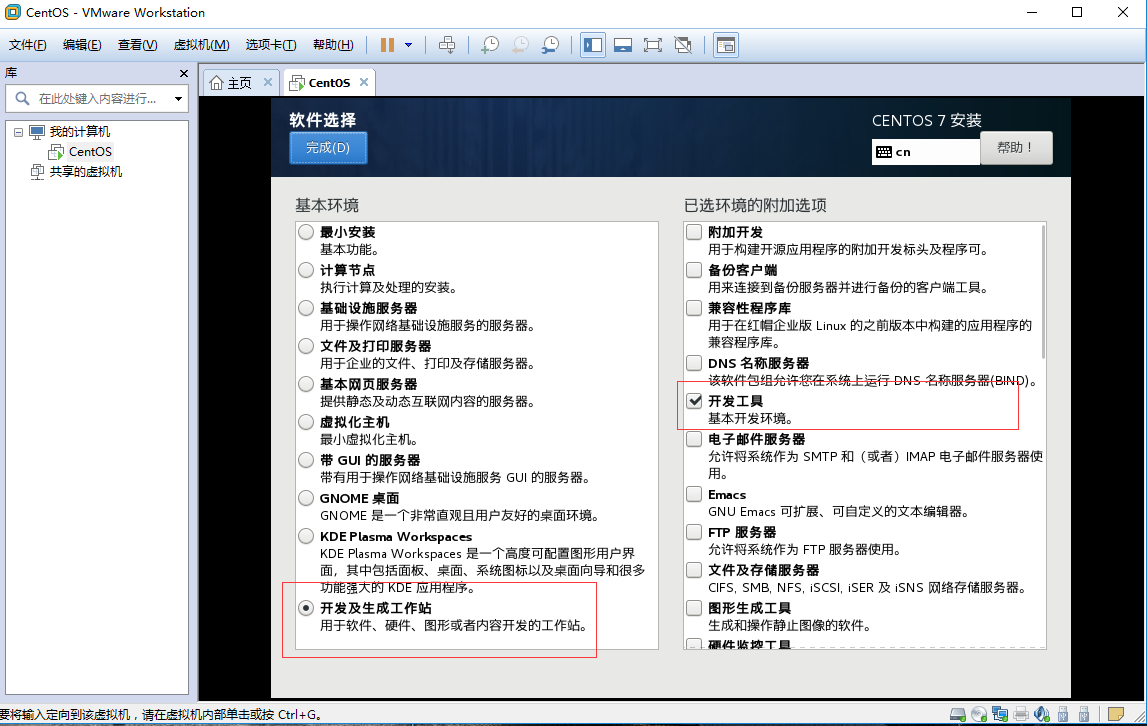 CentOS - VMware Workstation
文件(F) 编辑(E) 查看(V) 虚拟机(M) 选项卡(T) 帮助(H)
库
在此处键入内容进行...
我的计算机
CentOS
共享的虚拟机
主页
CentOS
软件选择
完成(D)
CENTOS 7 安装
cn
帮助！
基本环境
最小安装
基本功能。
计算节点
执行计算及处理的安装。
基础设施服务器
用于操作网络基础设施服务的服务器。
文件及打印服务器
用于企业的文件、打印及存储服务器。
基本网页服务器
提供静态及动态互联网内容的服务器。
虚拟化主机
最小虚拟化主机。
带 GUI 的服务器
带有用于操作网络基础设施服务 GUI 的服务器。
GNOME 桌面
GNOME 是一个非常直观且用户友好的桌面环境。
KDE Plasma Workspaces
KDE Plasma Workspaces 是一个高度可配置图形用户界
面，其中包括面板、桌面、系统图标以及桌面向导和很多
功能强大的 KDE 应用程序。
开发及生成工作站
用于软件、硬件、图形或者内容开发的工作站。
已选环境的附加选项
附加开发
用于构建开源应用程序的附加开发标头及程序可。
备份客户端
用来连接到备份服务器并进行备份的客户端工具。
兼容性程序库
用于在红帽企业版 Linux 的之前版本中构建的应用程序的
兼容程序库。
DNS 名称服务器
该软件包组允许您在系统上运行 DNS 名称服务器(BIND)。
开发工具
基本开发环境。
电子邮件服务器
允许将系统作为 SMTP 和（或者）IMAP 电子邮件服务器使
用。
Emacs
GNU Emacs 可扩展、可自定义的文本编辑器。
FTP 服务器
允许将系统作为 FTP 服务器使用。
文件及存储服务器
CIFS, SMB, NFS, iSCSI, iSER 及 iSNS 网络存储服务器。
图形生成工具
生成和操作静止图像的软件。
硬件监控工具
要将输入定向到该虚拟机，请在虚拟机内部单击或按 Ctrl+G。